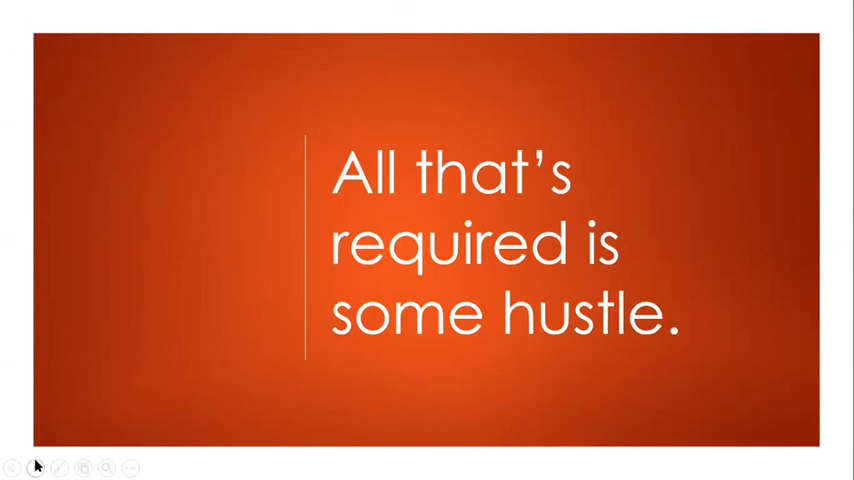 All that’s
required is
some hustle.